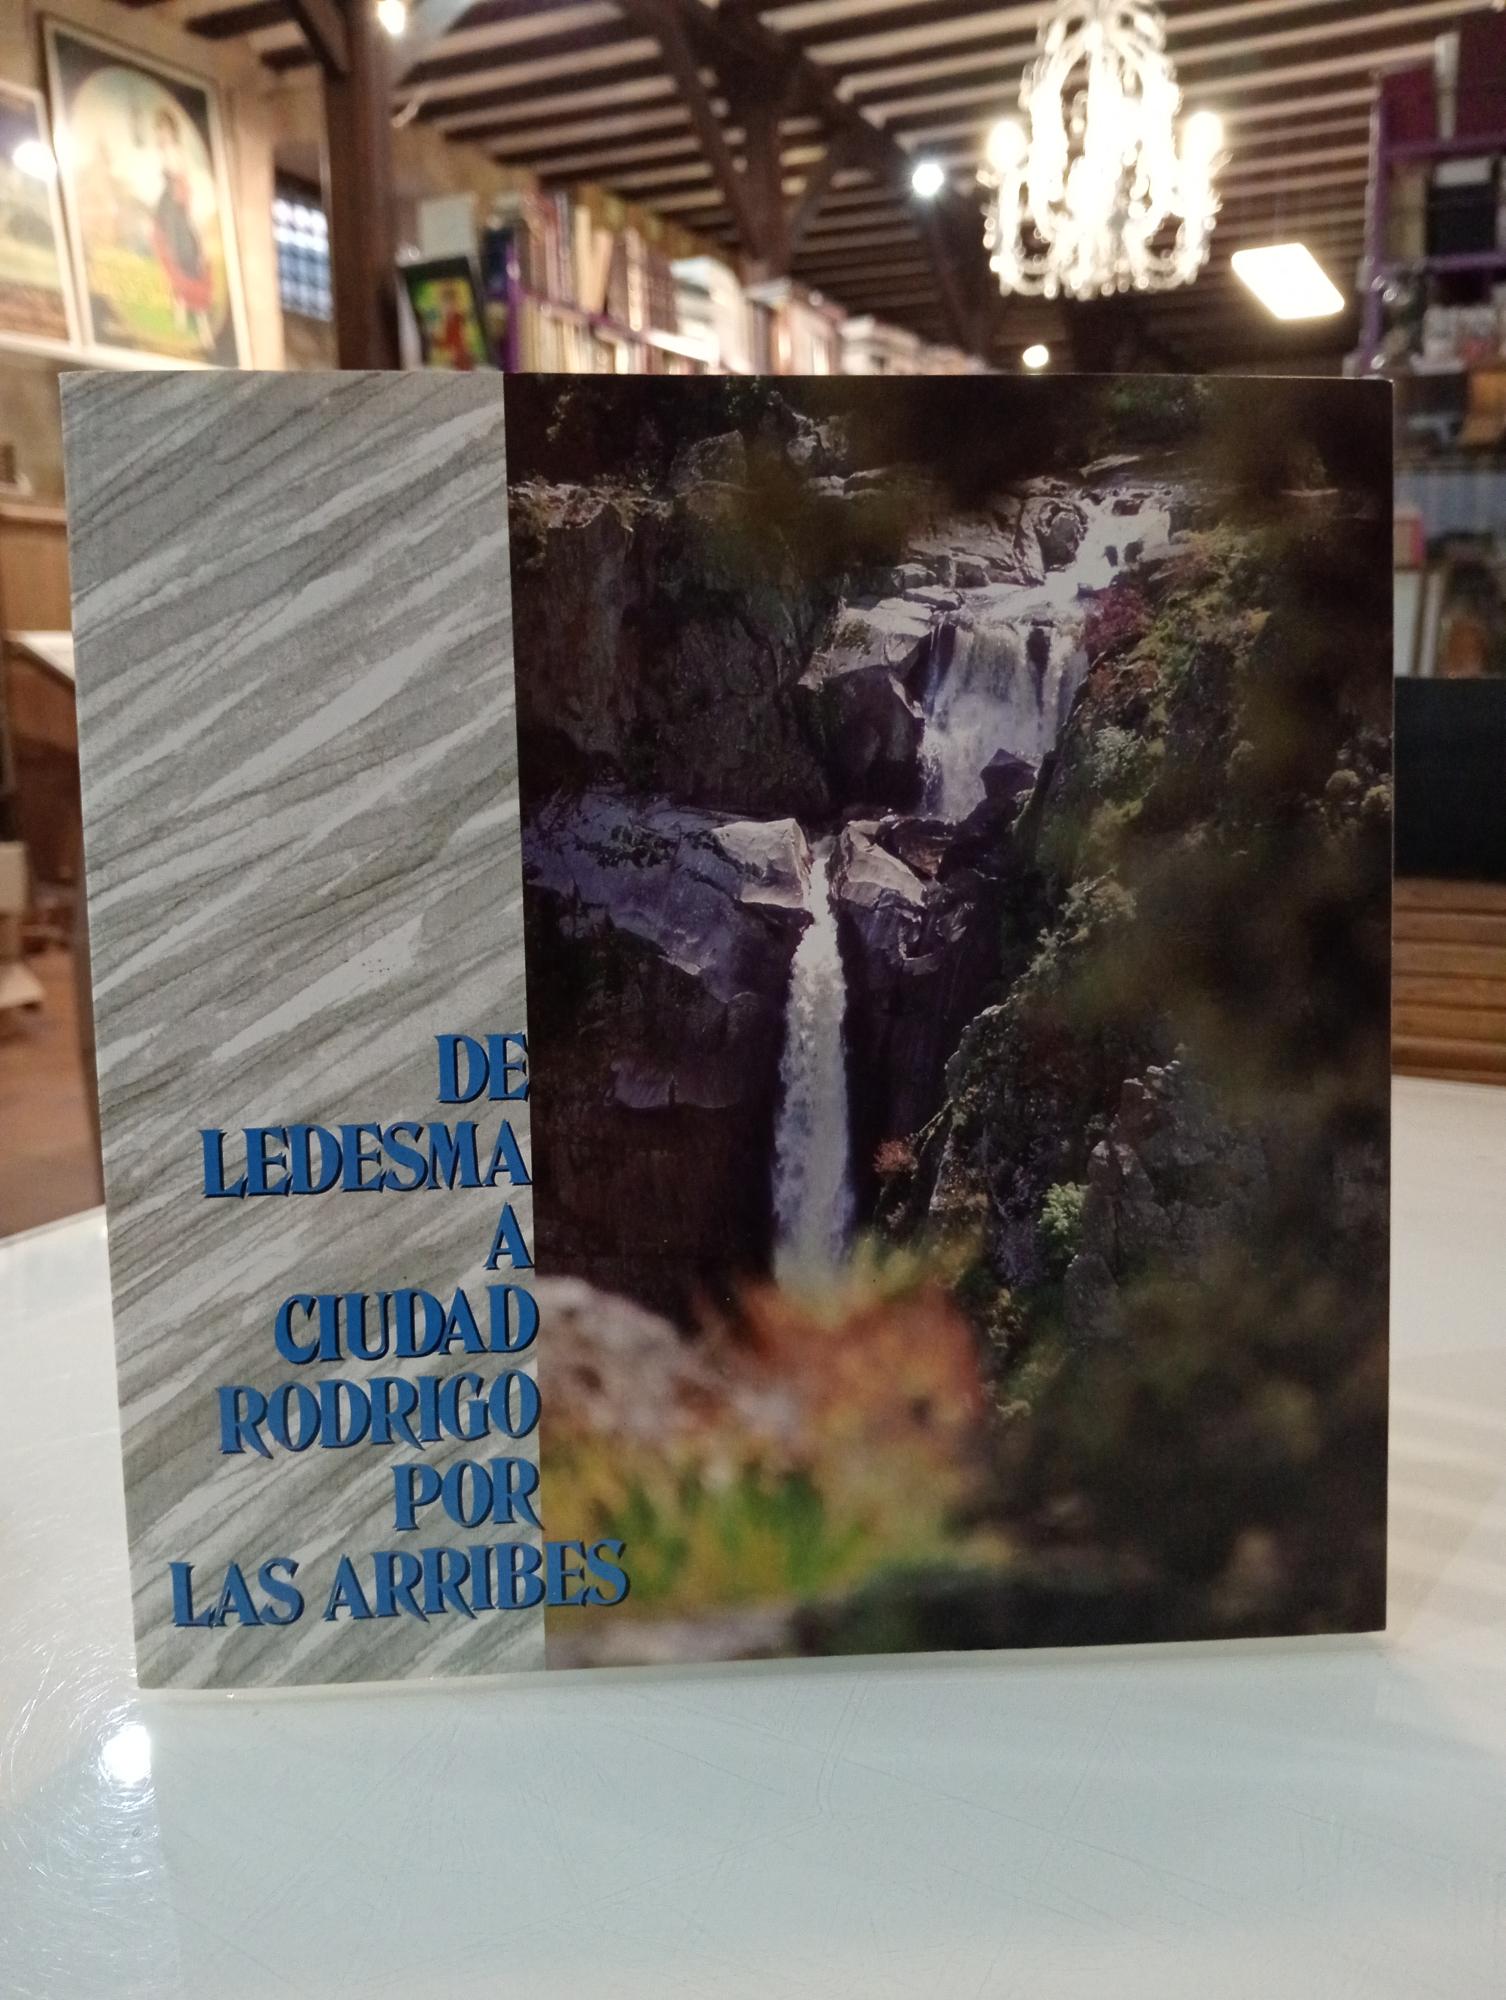 DE
LEDESMA
A
CIUDAD
RODRIGO
POR
LAS ARRIBES